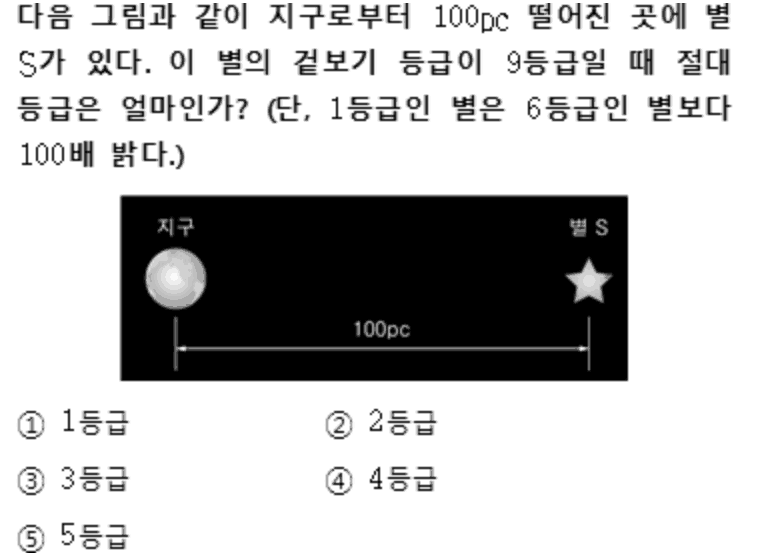 다음 그림과 같이 지구로부터 100pc 떨어진 곳에 별
S가 있다. 이 별의 겉보기 등급이 9등급일 때 절대
등급은 얼마인가? (단, 1등급인 별은 6등급인 별보다
100배 밝다.)
지구 별 S
100pc
① 1등급 ② 2등급
③ 3등급 ④ 4등급
⑤ 5등급